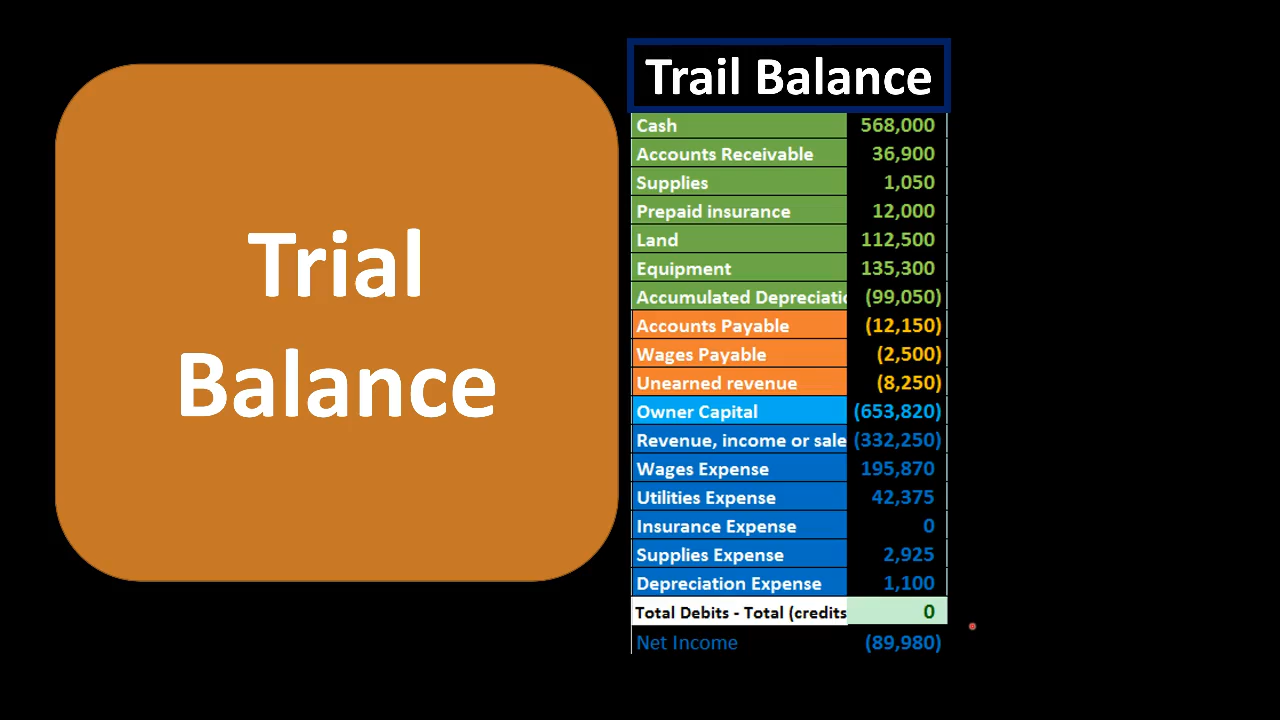 Trial
Balance
Trail Balance
Cash 568,000
Accounts Receivable 36,900
Supplies 1,050
Prepaid insurance 12,000
Land 112,500
Equipment 135,300
Accumulated Depreciatio (99,050)
Accounts Payable (12,150)
Wages Payable (2,500)
Unearned revenue (8,250)
Owner Capital (653,820)
Revenue, income or sale (332,250)
Wages Expense 195,870
Utilities Expense 42,375
Insurance Expense 0
Supplies Expense 2,925
Depreciation Expense 1,100
Total Debits - Total (credits 0
Net Income (89,980)